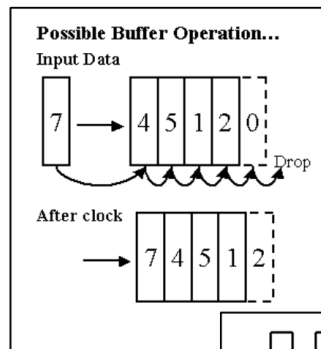 Possible Buffer Operation...
Input Data
7 4 5 1 2 0
Drop
After clock
7 4 5 1 2